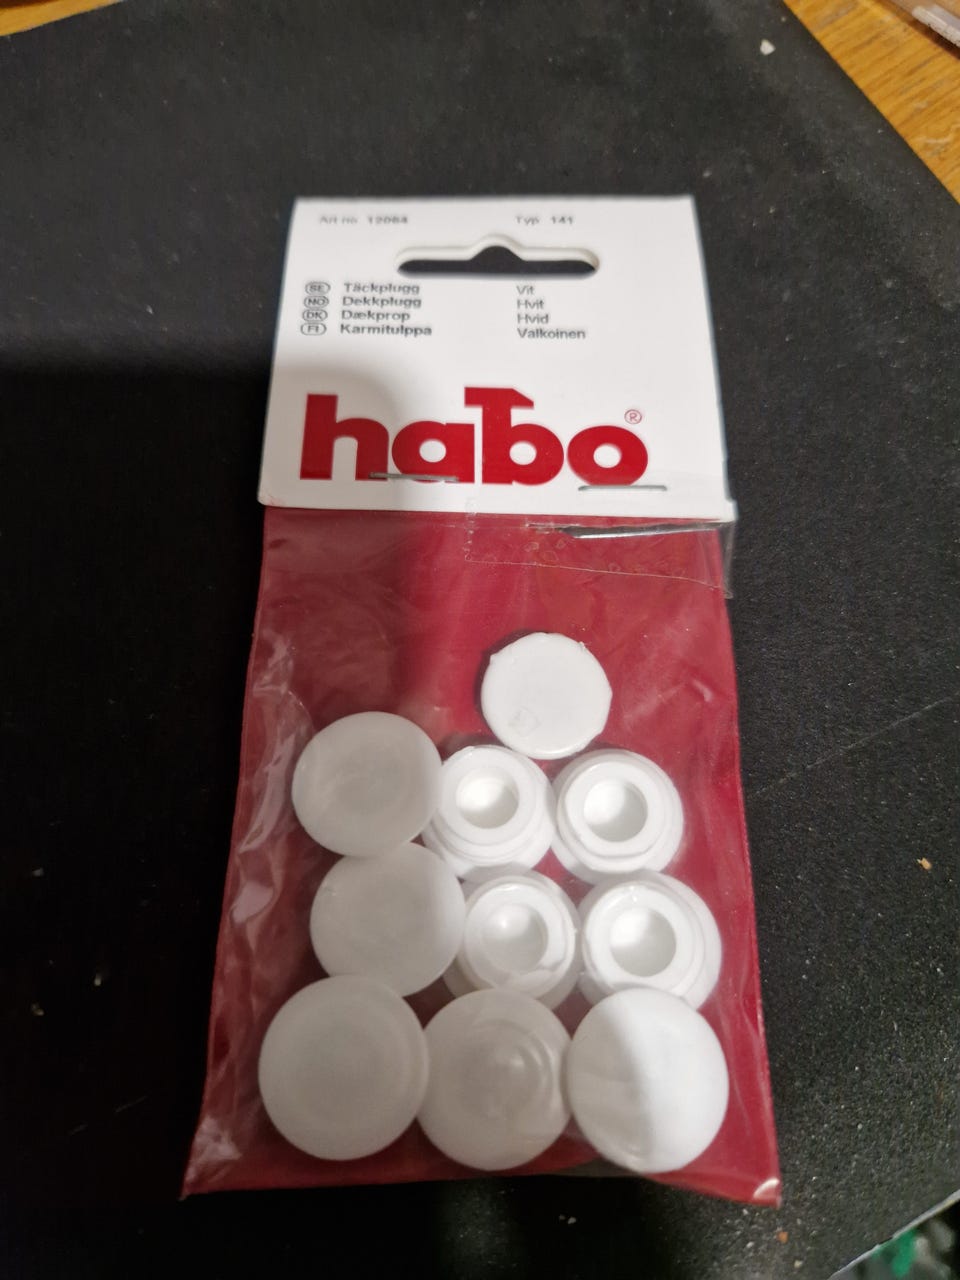 Art no 12064 Typ 141
SE Täckplugg Vit
NO Dekkplugg Hvit
DK Dækprop Hvid
FI Karmitulppa Valkoinen
habo®